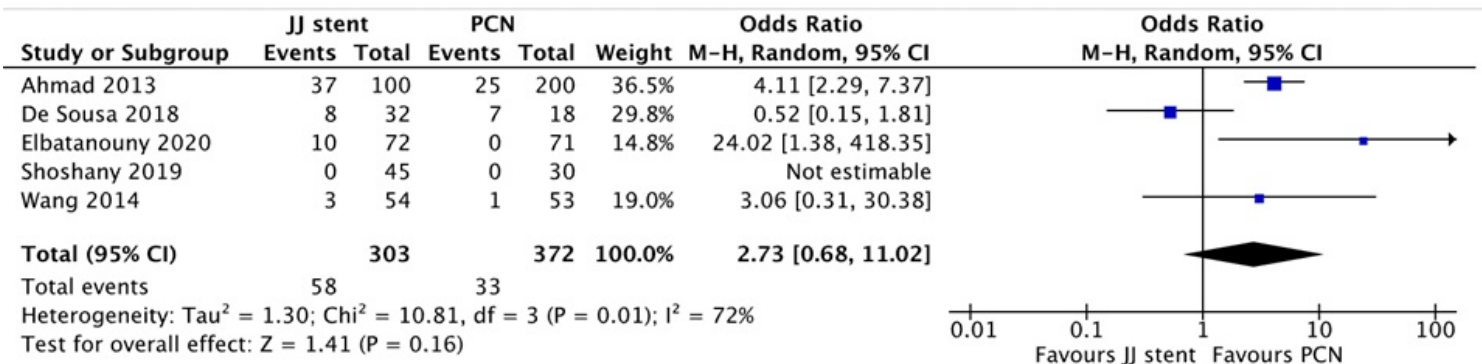 JJ stent PCN Odds Ratio Odds Ratio
Study or Subgroup Events Total Events Total Weight M-H, Random, 95% CI M-H, Random, 95% CI
Ahmad 2013 37 100 25 200 36.5% 4.11 [2.29, 7.37]
De Sousa 2018 8 32 7 18 29.8% 0.52 [0.15, 1.81]
Elbatanouny 2020 10 72 0 71 14.8% 24.02 [1.38, 418.35]
Shoshany 2019 0 45 0 30 Not estimable
Wang 2014 3 54 1 53 19.0% 3.06 [0.31, 30.38]
Total (95% CI) 303 372 100.0% 2.73 [0.68, 11.02]
Total events 58 33
Heterogeneity: Tau² = 1.30; Chi² = 10.81, df = 3 (P = 0.01); I² = 72%
Test for overall effect: Z = 1.41 (P = 0.16)
0.01 0.1 1 10 100
Favours JJ stent Favours PCN